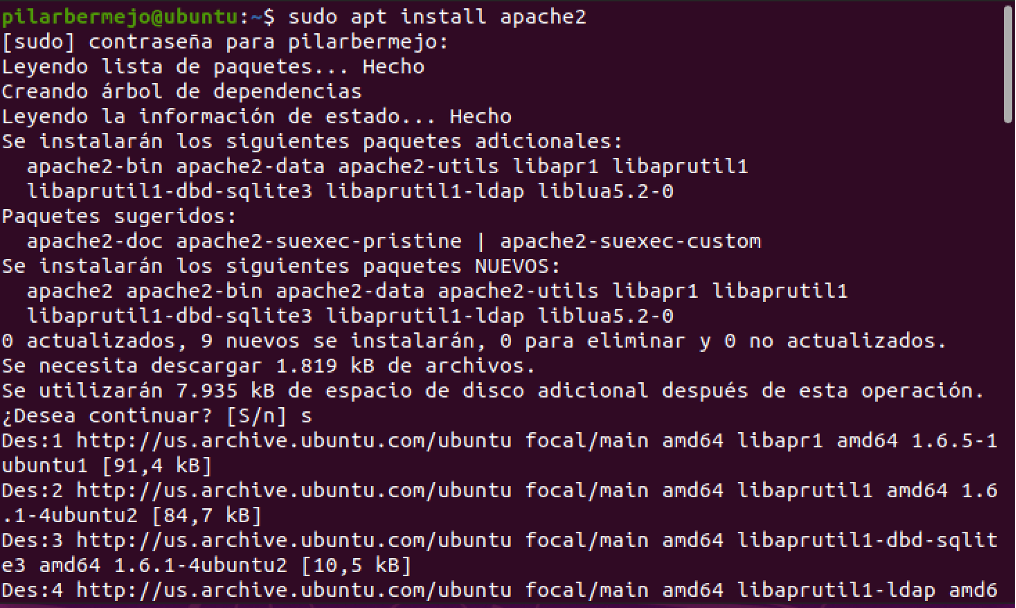 pilarbermejo@ubuntu:~$ sudo apt install apache2
[sudo] contraseña para pilarbermejo:
Leyendo lista de paquetes... Hecho
Creando árbol de dependencias
Leyendo la información de estado... Hecho
Se instalarán los siguientes paquetes adicionales:
  apache2-bin apache2-data apache2-utils libapr1 libaprutil1
  libaprutil1-dbd-sqlite3 libaprutil1-ldap liblua5.2-0
Paquetes sugeridos:
  apache2-doc apache2-suexec-pristine | apache2-suexec-custom
Se instalarán los siguientes paquetes NUEVOS:
  apache2 apache2-bin apache2-data apache2-utils libapr1 libaprutil1
  libaprutil1-dbd-sqlite3 libaprutil1-ldap liblua5.2-0
0 actualizados, 9 nuevos se instalarán, 0 para eliminar y 0 no actualizados.
Se necesita descargar 1.819 kB de archivos.
Se utilizarán 7.935 kB de espacio de disco adicional después de esta operación.
¿Desea continuar? [S/n] s
Des:1 http://us.archive.ubuntu.com/ubuntu focal/main amd64 libapr1 amd64 1.6.5-1
ubuntu1 [91,4 kB]
Des:2 http://us.archive.ubuntu.com/ubuntu focal/main amd64 libaprutil1 amd64 1.6
.1-4ubuntu2 [84,7 kB]
Des:3 http://us.archive.ubuntu.com/ubuntu focal/main amd64 libaprutil1-dbd-sqlit
e3 amd64 1.6.1-4ubuntu2 [10,5 kB]
Des:4 http://us.archive.ubuntu.com/ubuntu focal/main amd64 libaprutil1-ldap amd6